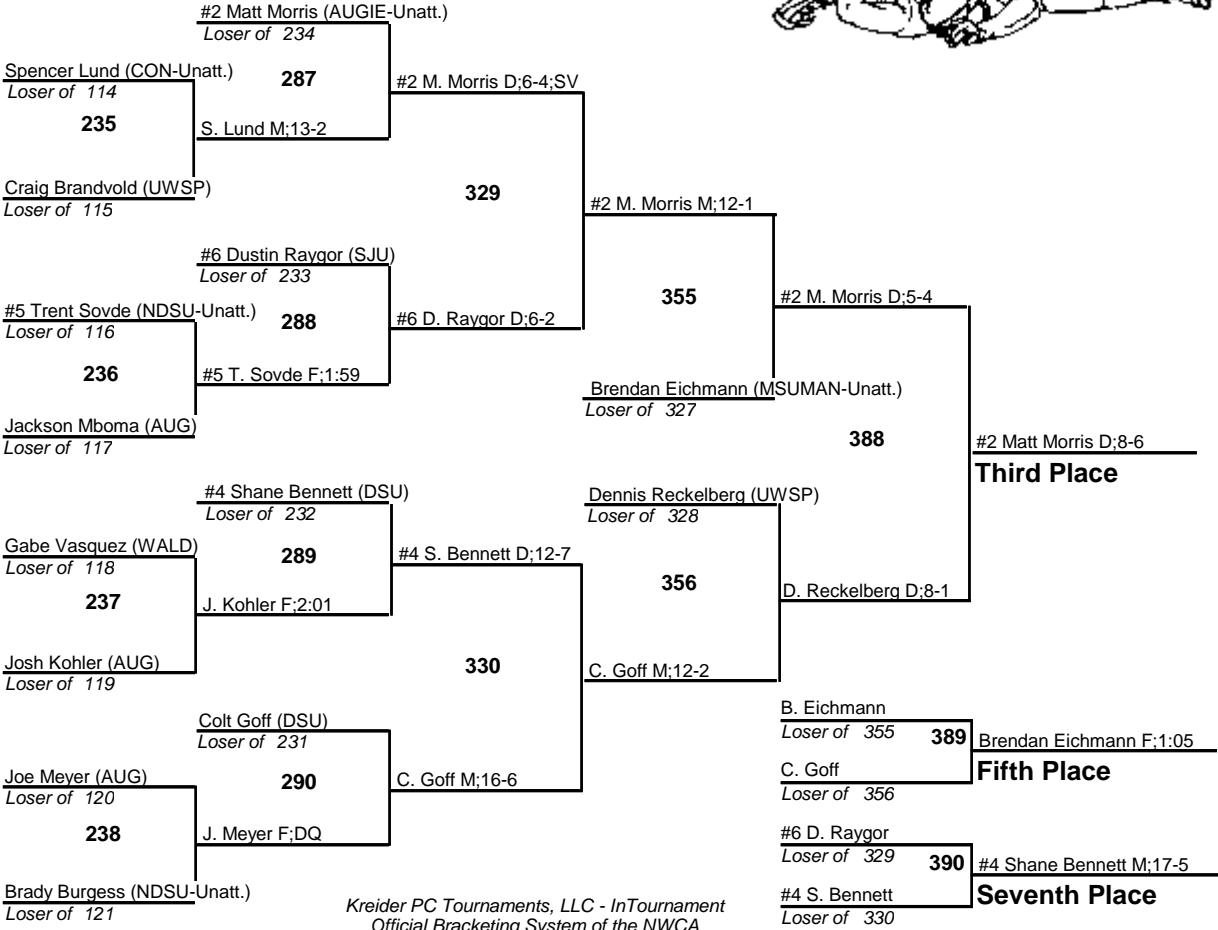 #2 Matt Morris (AUGIE-Unatt.)
Loser of 234
Spencer Lund (CON-Unatt.)
Loser of 114
287
#2 M. Morris D;6-4;SV
235
S. Lund M;13-2
Craig Brandvold (UWSP)
Loser of 115
329
#2 M. Morris M;12-1
#6 Dustin Raygor (SJU)
Loser of 233
#5 Trent Sovde (NDSU-Unatt.)
Loser of 116
288
#6 D. Raygor D;6-2
355
#2 M. Morris D;5-4
236
#5 T. Sovde F;1:59
Brendan Eichmann (MSUMAN-Unatt.)
Loser of 327
Jackson Mboma (AUG)
Loser of 117
388
#2 Matt Morris D;8-6
Third Place
#4 Shane Bennett (DSU)
Loser of 232
Dennis Reckelberg (UWSP)
Loser of 328
Gabe Vasquez (WALD)
Loser of 118
289
#4 S. Bennett D;12-7
356
D. Reckelberg D;8-1
237
J. Kohler F;2:01
Josh Kohler (AUG)
Loser of 119
330
C. Goff M;12-2
Colt Goff (DSU)
Loser of 231
B. Eichmann
Loser of 355
389
Brendan Eichmann F;1:05
Fifth Place
C. Goff
Loser of 356
Joe Meyer (AUG)
Loser of 120
290
C. Goff M;16-6
238
J. Meyer F;DQ
#6 D. Raygor
Loser of 329
390
#4 Shane Bennett M;17-5
Seventh Place
#4 S. Bennett
Loser of 330
Brady Burgess (NDSU-Unatt.)
Loser of 121
Kreider PC Tournaments, LLC - InTournament
Official Bracketing System of the NWCA